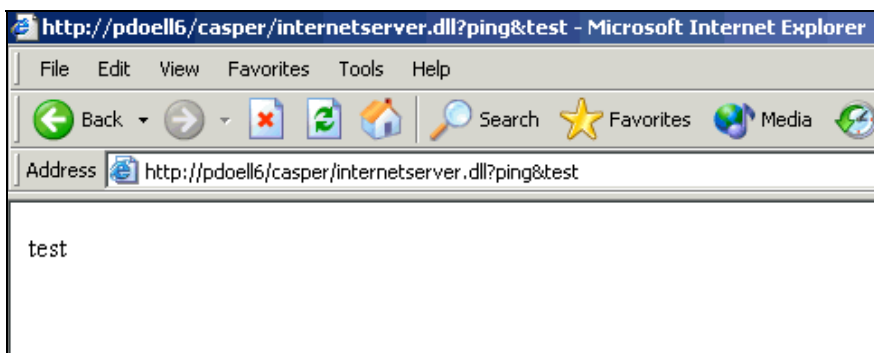 http://pdoell6/casper/internetserver.dll?ping&test - Microsoft Internet Explorer
File Edit View Favorites Tools Help
Back Search Favorites Media
Address http://pdoell6/casper/internetserver.dll?ping&test
test